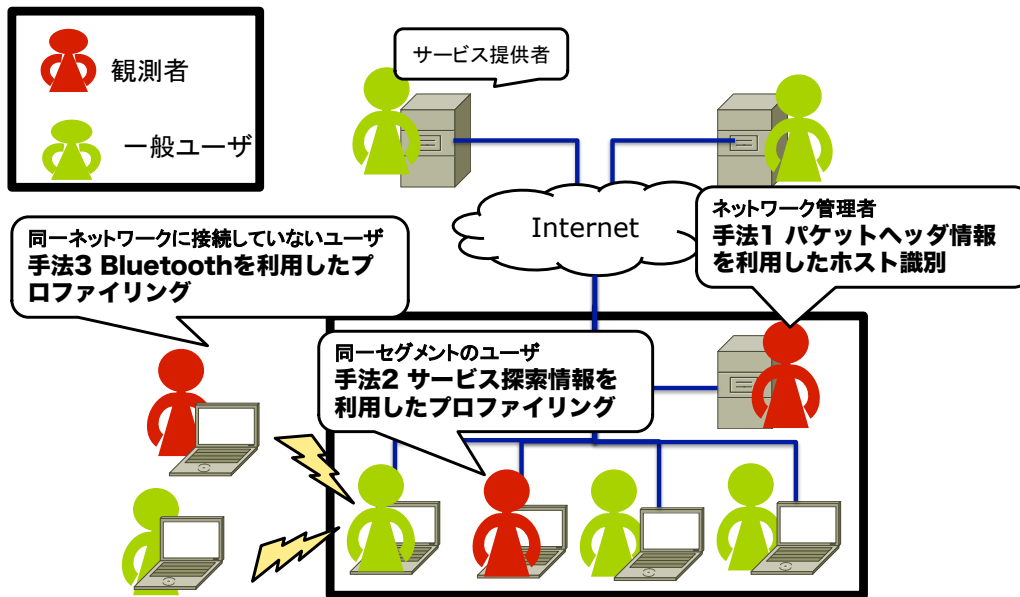 観測者
一般ユーザ
サービス提供者
Internet
ネットワーク管理者
手法1 パケットヘッダ情報
を利用したホスト識別
同一ネットワークに接続していないユーザ
手法3 Bluetoothを利用したプ
ロファイリング
同一セグメントのユーザ
手法2 サービス探索情報を
利用したプロファイリング